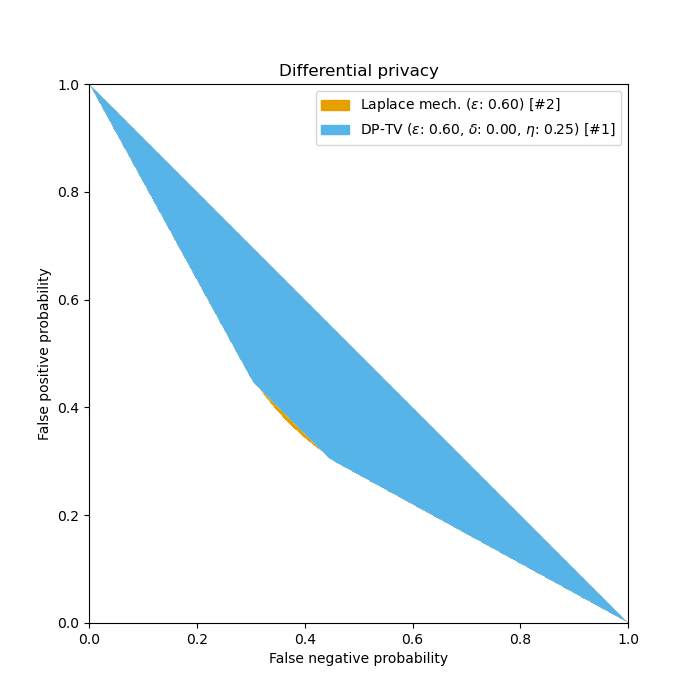 Differential privacy
Laplace mech. (ε: 0.60) [#2]
DP-TV (ε: 0.60, δ: 0.00, η: 0.25) [#1]
1.0
0.8
0.6
0.4
0.2
0.0
False positive probability
0.0 0.2 0.4 0.6 0.8 1.0
False negative probability